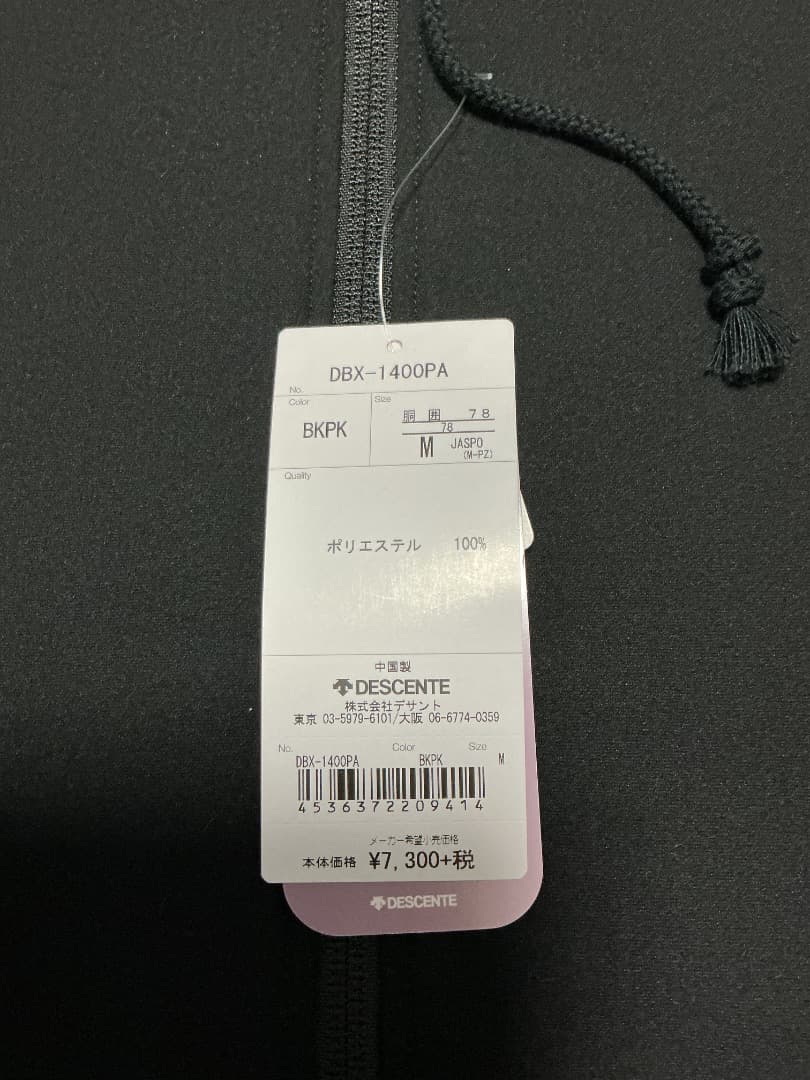 No. DBX-1400PA
Color
BKPK
Size
胴 囲 78
78
M JASPO
(M-PZ)
Quality
ポリエステル 100%
中国製
DESCENTE
株式会社デサント
東京 03-5979-6101/大阪 06-6774-0359
No. Color Size
DBX-1400PA BKPK M
4536372209414
メーカー希望小売価格
本体価格 ¥7,300+税
DESCENTE